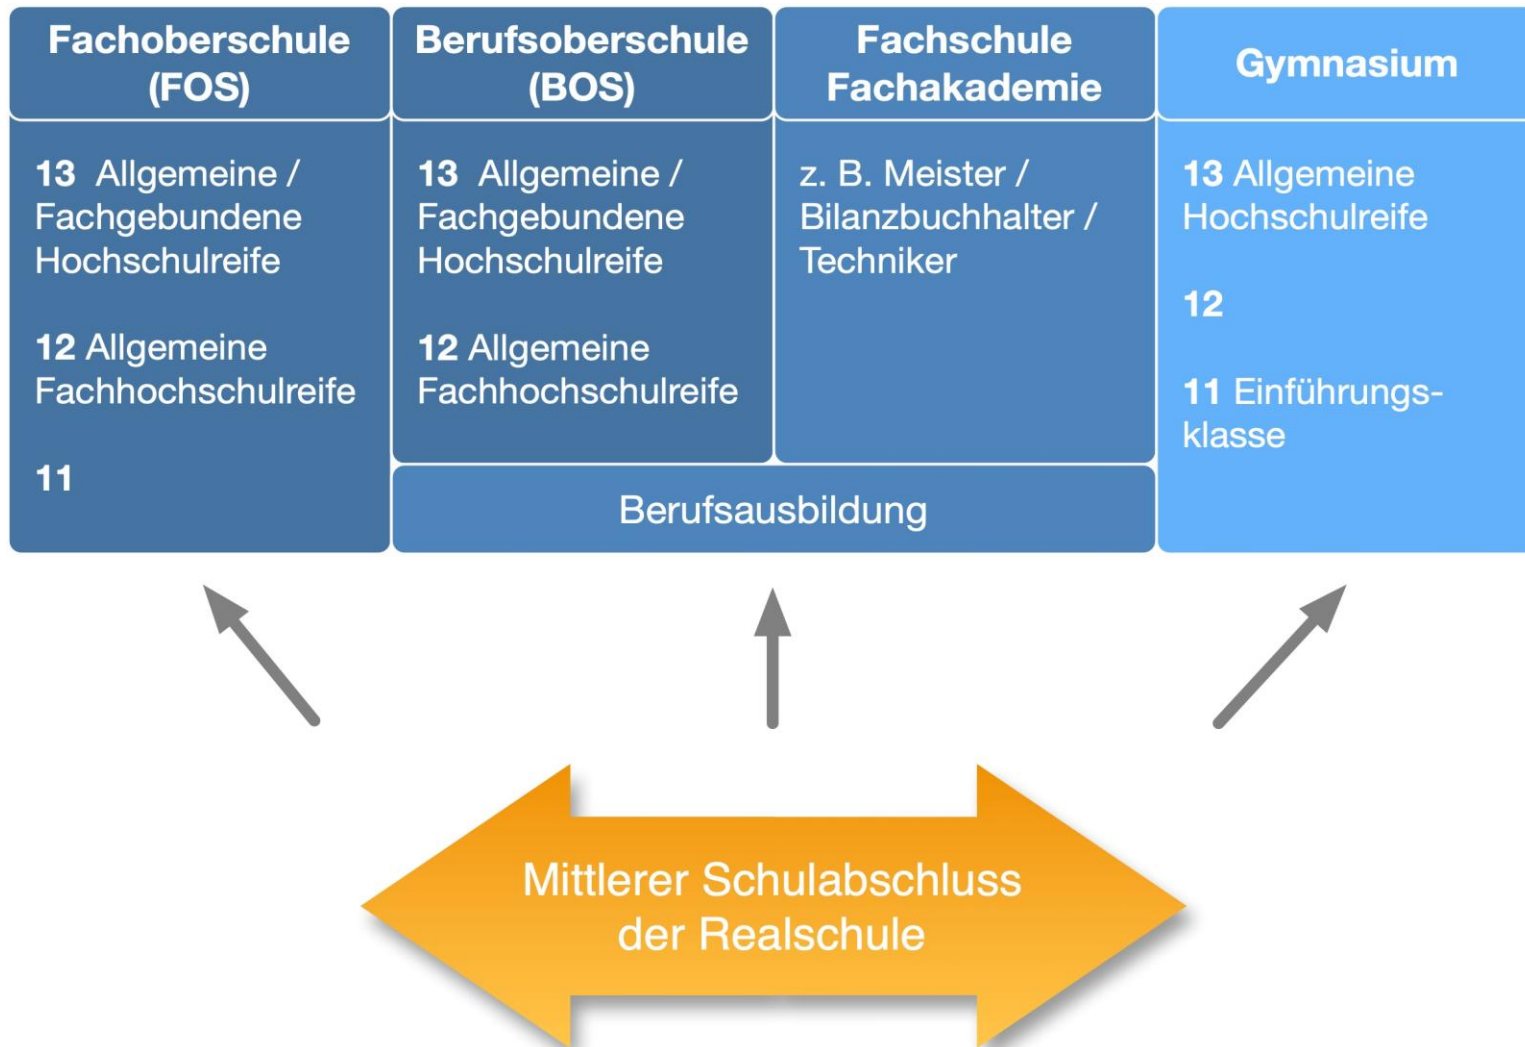 Fachoberschule
(FOS)
13 Allgemeine /
Fachgebundene
Hochschulreife
12 Allgemeine
Fachhochschulreife
11
Berufsoberschule
(BOS)
13 Allgemeine /
Fachgebundene
Hochschulreife
12 Allgemeine
Fachhochschulreife
Fachschule
Fachakademie
z. B. Meister /
Bilanzbuchhalter /
Techniker
Berufsausbildung
Gymnasium
13 Allgemeine
Hochschulreife
12
11 Einführungs-
klasse
Mittlerer Schulabschluss
der Realschule